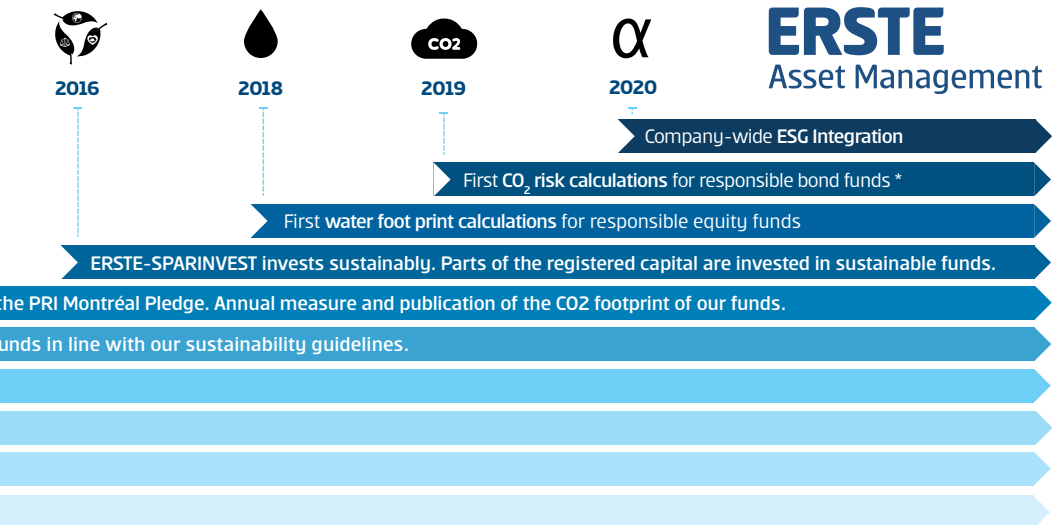 ERSTE
Asset Management
CO2
α
2016
2018
2019
2020
Company-wide ESG Integration
First CO₂ risk calculations for responsible bond funds *
First water foot print calculations for responsible equity funds
ERSTE-SPARINVEST invests sustainably. Parts of the registered capital are invested in sustainable funds.
the PRI Montréal Pledge. Annual measure and publication of the CO2 footprint of our funds.
unds in line with our sustainability guidelines.